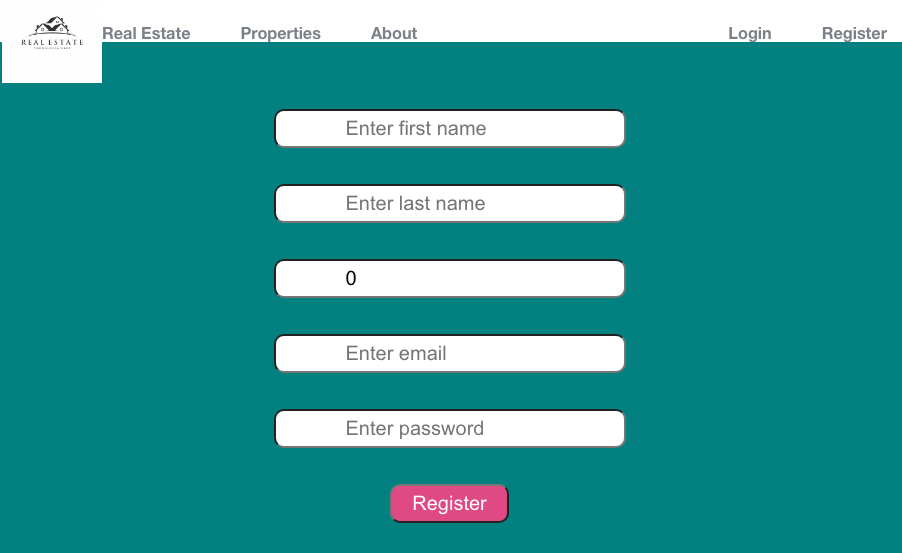 REAL ESTATE
Real Estate
Properties
About
Login
Register
Enter first name
Enter last name
0
Enter email
Enter password
Register